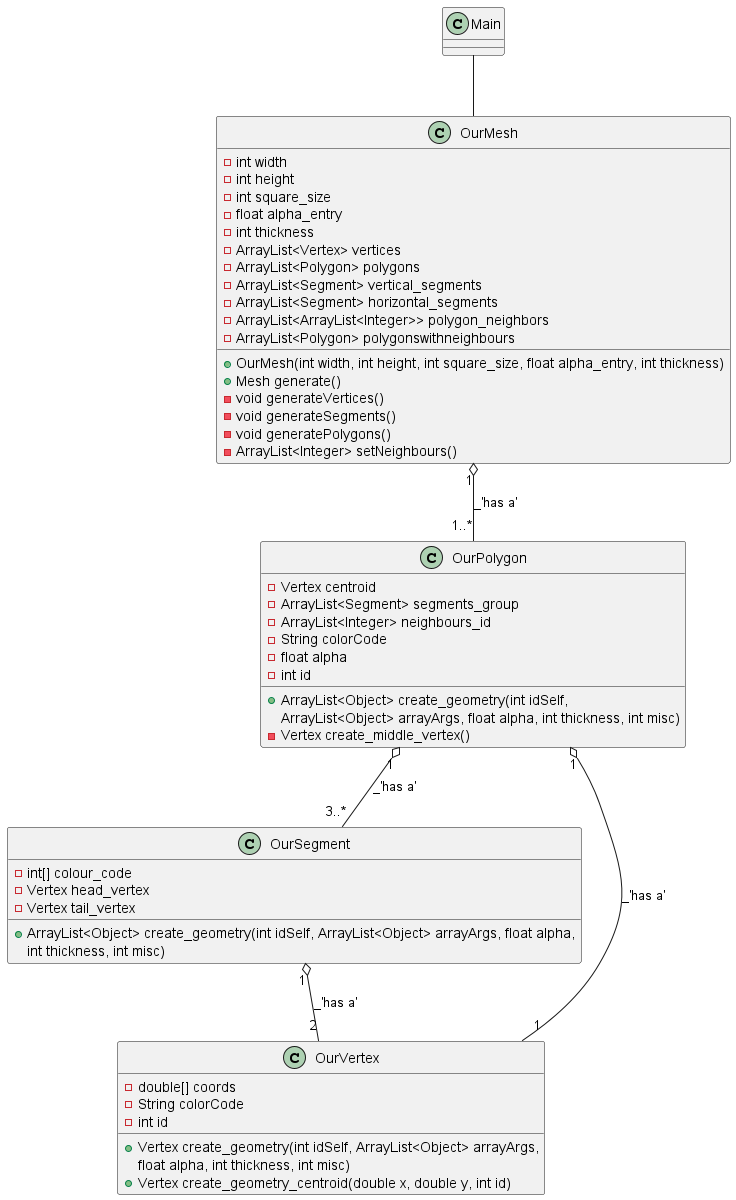 C Main
C OurMesh
int width
int height
int square_size
float alpha_entry
int thickness
ArrayList<Vertex> vertices
ArrayList<Polygon> polygons
ArrayList<Segment> vertical_segments
ArrayList<Segment> horizontal_segments
ArrayList<ArrayList<Integer>> polygon_neighbors
ArrayList<Polygon> polygonswithneighbours
OurMesh(int width, int height, int square_size, float alpha_entry, int thickness)
Mesh generate()
void generateVertices()
void generateSegments()
void generatePolygons()
ArrayList<Integer> setNeighbours()
1
_'has a'
1..*
C OurPolygon
Vertex centroid
ArrayList<Segment> segments_group
ArrayList<Integer> neighbours_id
String colorCode
float alpha
int id
ArrayList<Object> create_geometry(int idSelf,
ArrayList<Object> arrayArgs, float alpha, int thickness, int misc)
Vertex create_middle_vertex()
1
1
_'has a'
3..*
C OurSegment
int[] colour_code
Vertex head_vertex
Vertex tail_vertex
ArrayList<Object> create_geometry(int idSelf, ArrayList<Object> arrayArgs, float alpha,
int thickness, int misc)
_'has a'
1
_'has a'
2
1
C OurVertex
double[] coords
String colorCode
int id
Vertex create_geometry(int idSelf, ArrayList<Object> arrayArgs,
float alpha, int thickness, int misc)
Vertex create_geometry_centroid(double x, double y, int id)